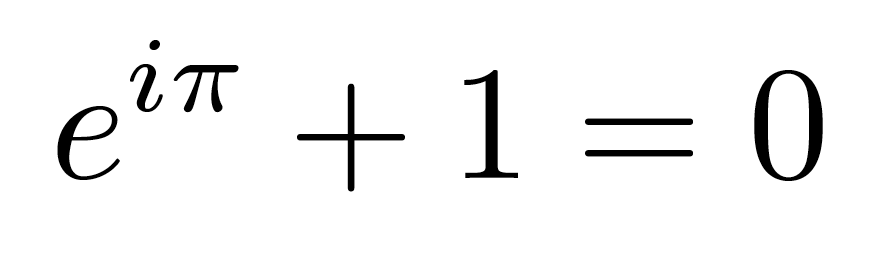 e^{iπ} + 1 = 0